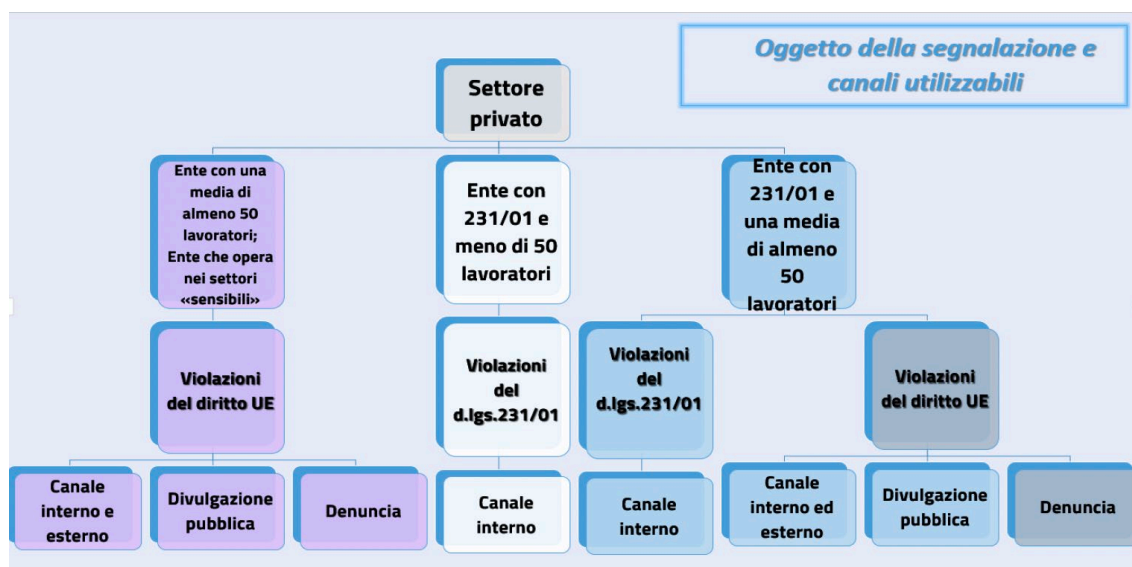 Oggetto della segnalazione e
canali utilizzabili
Settore
privato
Ente con una
media di
almeno 50
lavoratori;
Ente che opera
nei settori
«sensibili»
Ente con
231/01 e
meno di 50
lavoratori
Ente con
231/01 e
una media
di almeno
50
lavoratori
Violazioni
del diritto UE
Violazioni
del
d.lgs.231/01
Violazioni
del
d.lgs.231/01
Violazioni
del diritto UE
Canale
interno e
esterno
Divulgazione
pubblica
Denuncia
Canale
interno
Canale
interno
Canale
interno ed
esterno
Divulgazione
pubblica
Denuncia